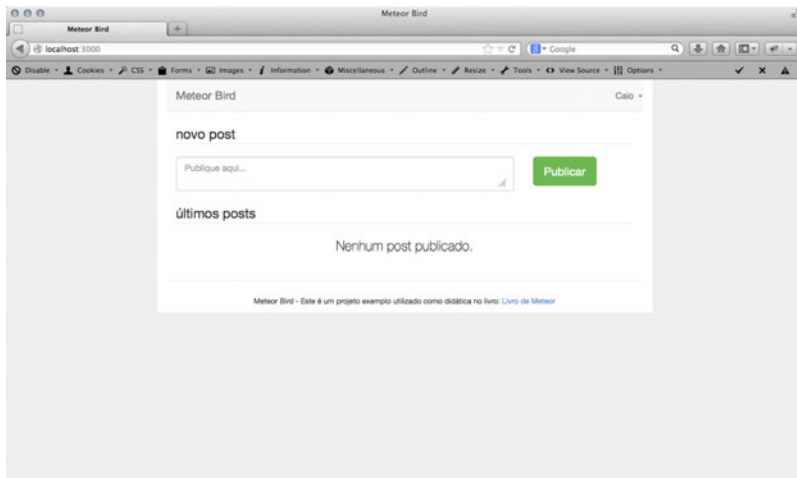 Meteor Bird
Meteor Bird
localhost:3000
Google
Disable Cookies CSS Forms Images Information Miscellaneous Outline Resize Tools View Source Options
Meteor Bird Caio
novo post
Publique aqui...
Publicar
últimos posts
Nenhum post publicado.
Meteor Bird - Este é um projeto exemplo utilizado como didática no livro: Livro de Meteor